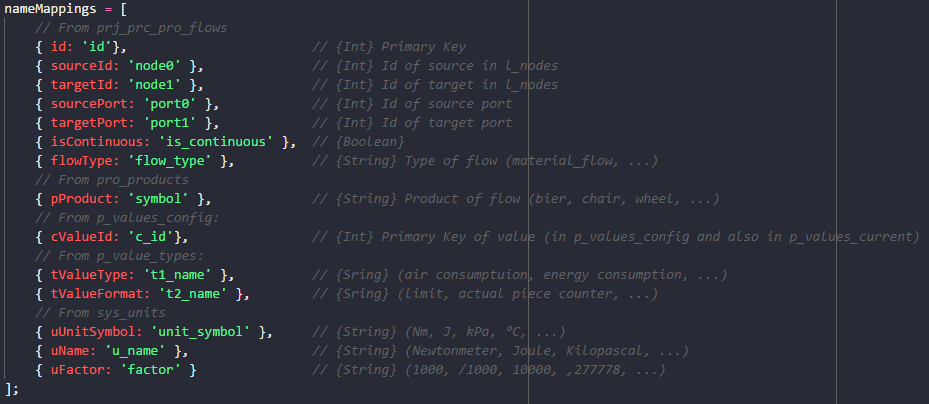 nameMappings = [
// From prj_prc_pro_flows
{ id: 'id'}, // {Int} Primary Key
{ sourceId: 'node0' }, // {Int} Id of source in l_nodes
{ targetId: 'node1' }, // {Int} Id of target in l_nodes
{ sourcePort: 'port0' }, // {Int} Id of source port
{ targetPort: 'port1' }, // {Int} Id of target port
{ isContinuous: 'is_continuous' }, // {Boolean}
{ flowType: 'flow_type' }, // {String} Type of flow (material_flow, ...)
// From pro_products
{ pProduct: 'symbol' }, // {String} Product of flow (bier, chair, wheel, ...)
// From p_values_config:
{ cValueId: 'c_id'}, // {Int} Primary Key of value (in p_values_config and also in p_values_current)
// From p_value_types:
{ tValueType: 't1_name' }, // {Sring} (air consumptuion, energy consumption, ...)
{ tValueFormat: 't2_name' }, // {Sring} (limit, actual piece counter, ...)
// From sys_units
{ uUnitSymbol: 'unit_symbol' }, // {String} (Nm, J, kPa, °C, ...)
{ uName: 'u_name' }, // {String} (Newtonmeter, Joule, Kilopascal, ...)
{ uFactor: 'factor' } // {String} (1000, /1000, 10000, ,277778, ...)
];